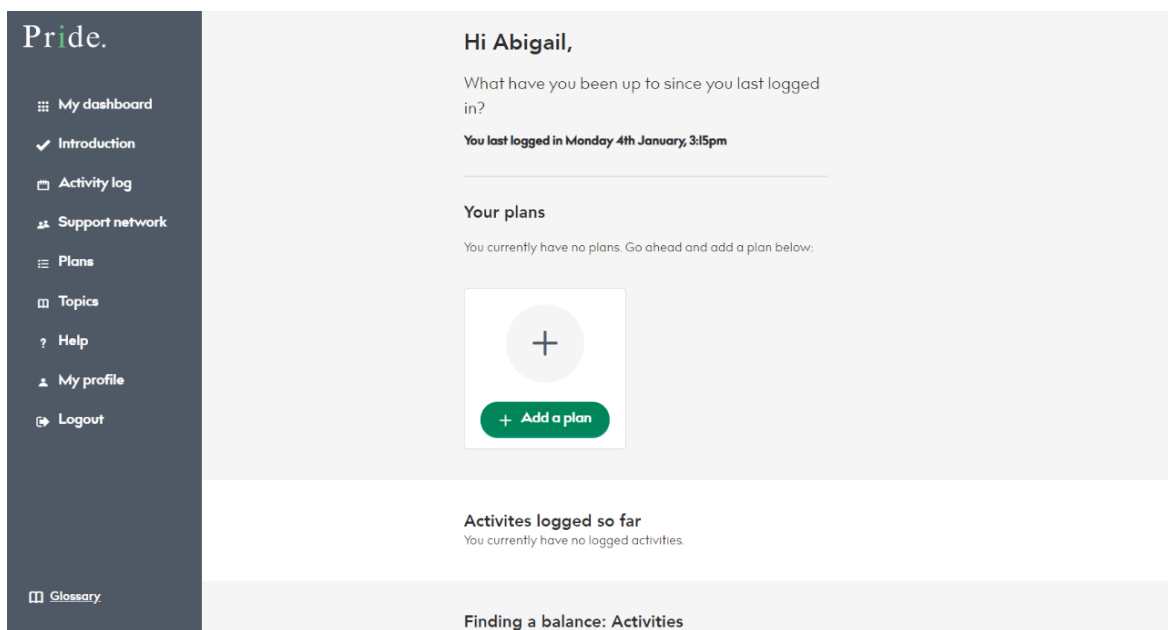 Pride.
My dashboard
Introduction
Activity log
Support network
Plans
Topics
Help
My profile
Logout
Glossary
Hi Abigail,
What have you been up to since you last logged
in?
You last logged in Monday 4th January, 3:15pm
Your plans
You currently have no plans. Go ahead and add a plan below:
+ Add a plan
Activites logged so far
You currently have no logged activities.
Finding a balance: Activities